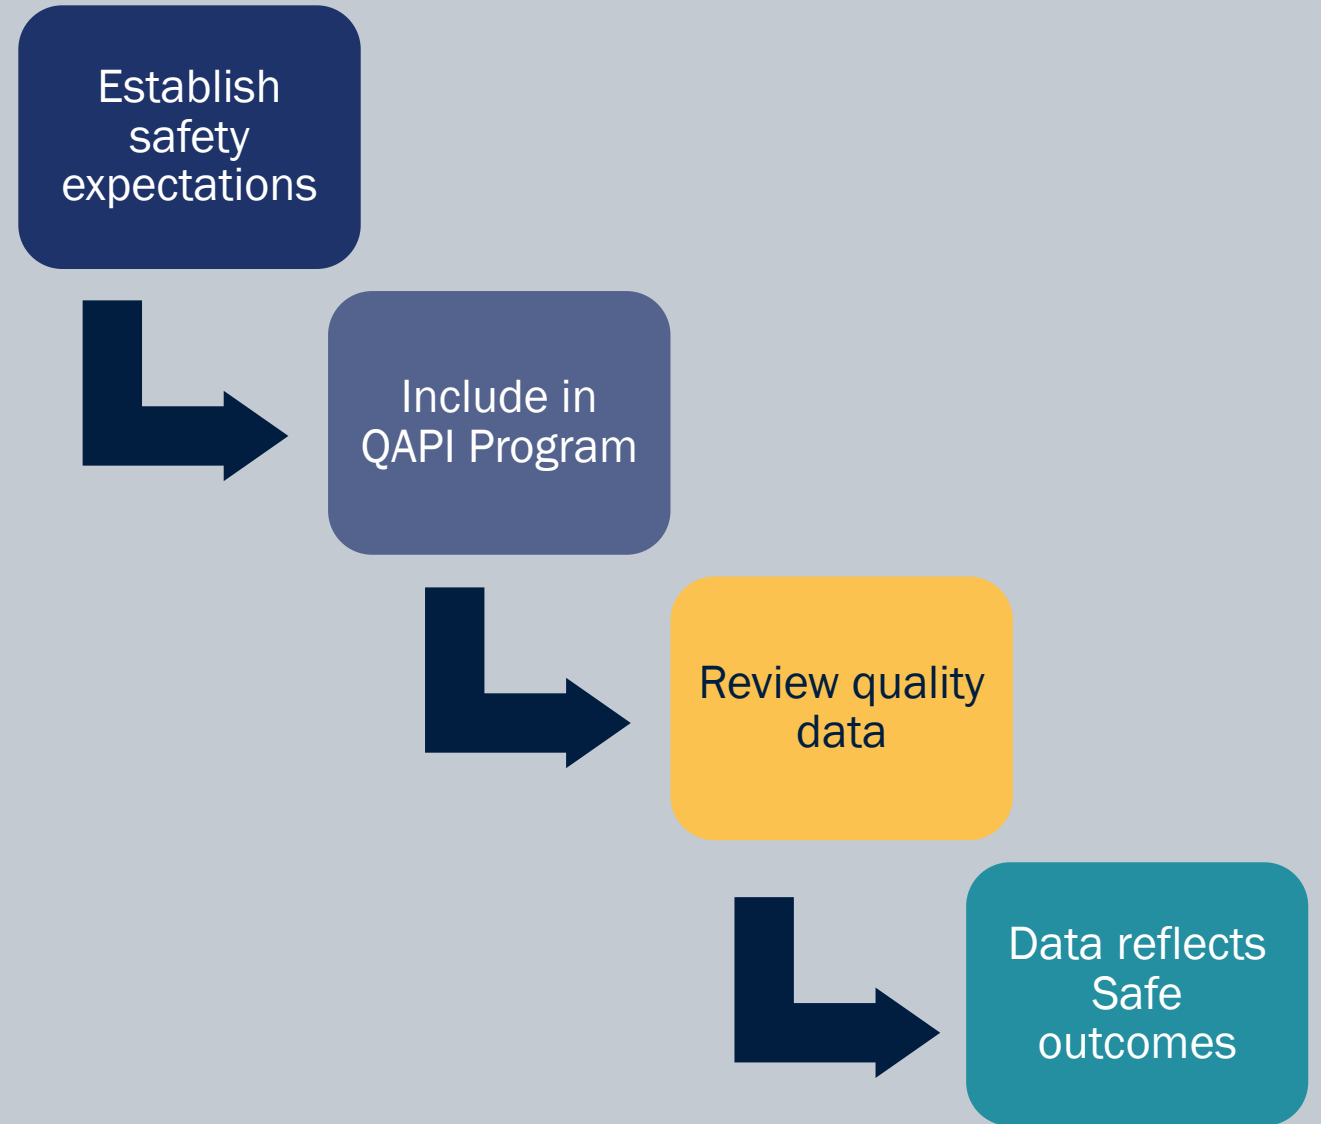 Establish
safety
expectations
Include in
QAPI Program
Review quality
data
Data reflects
Safe
outcomes